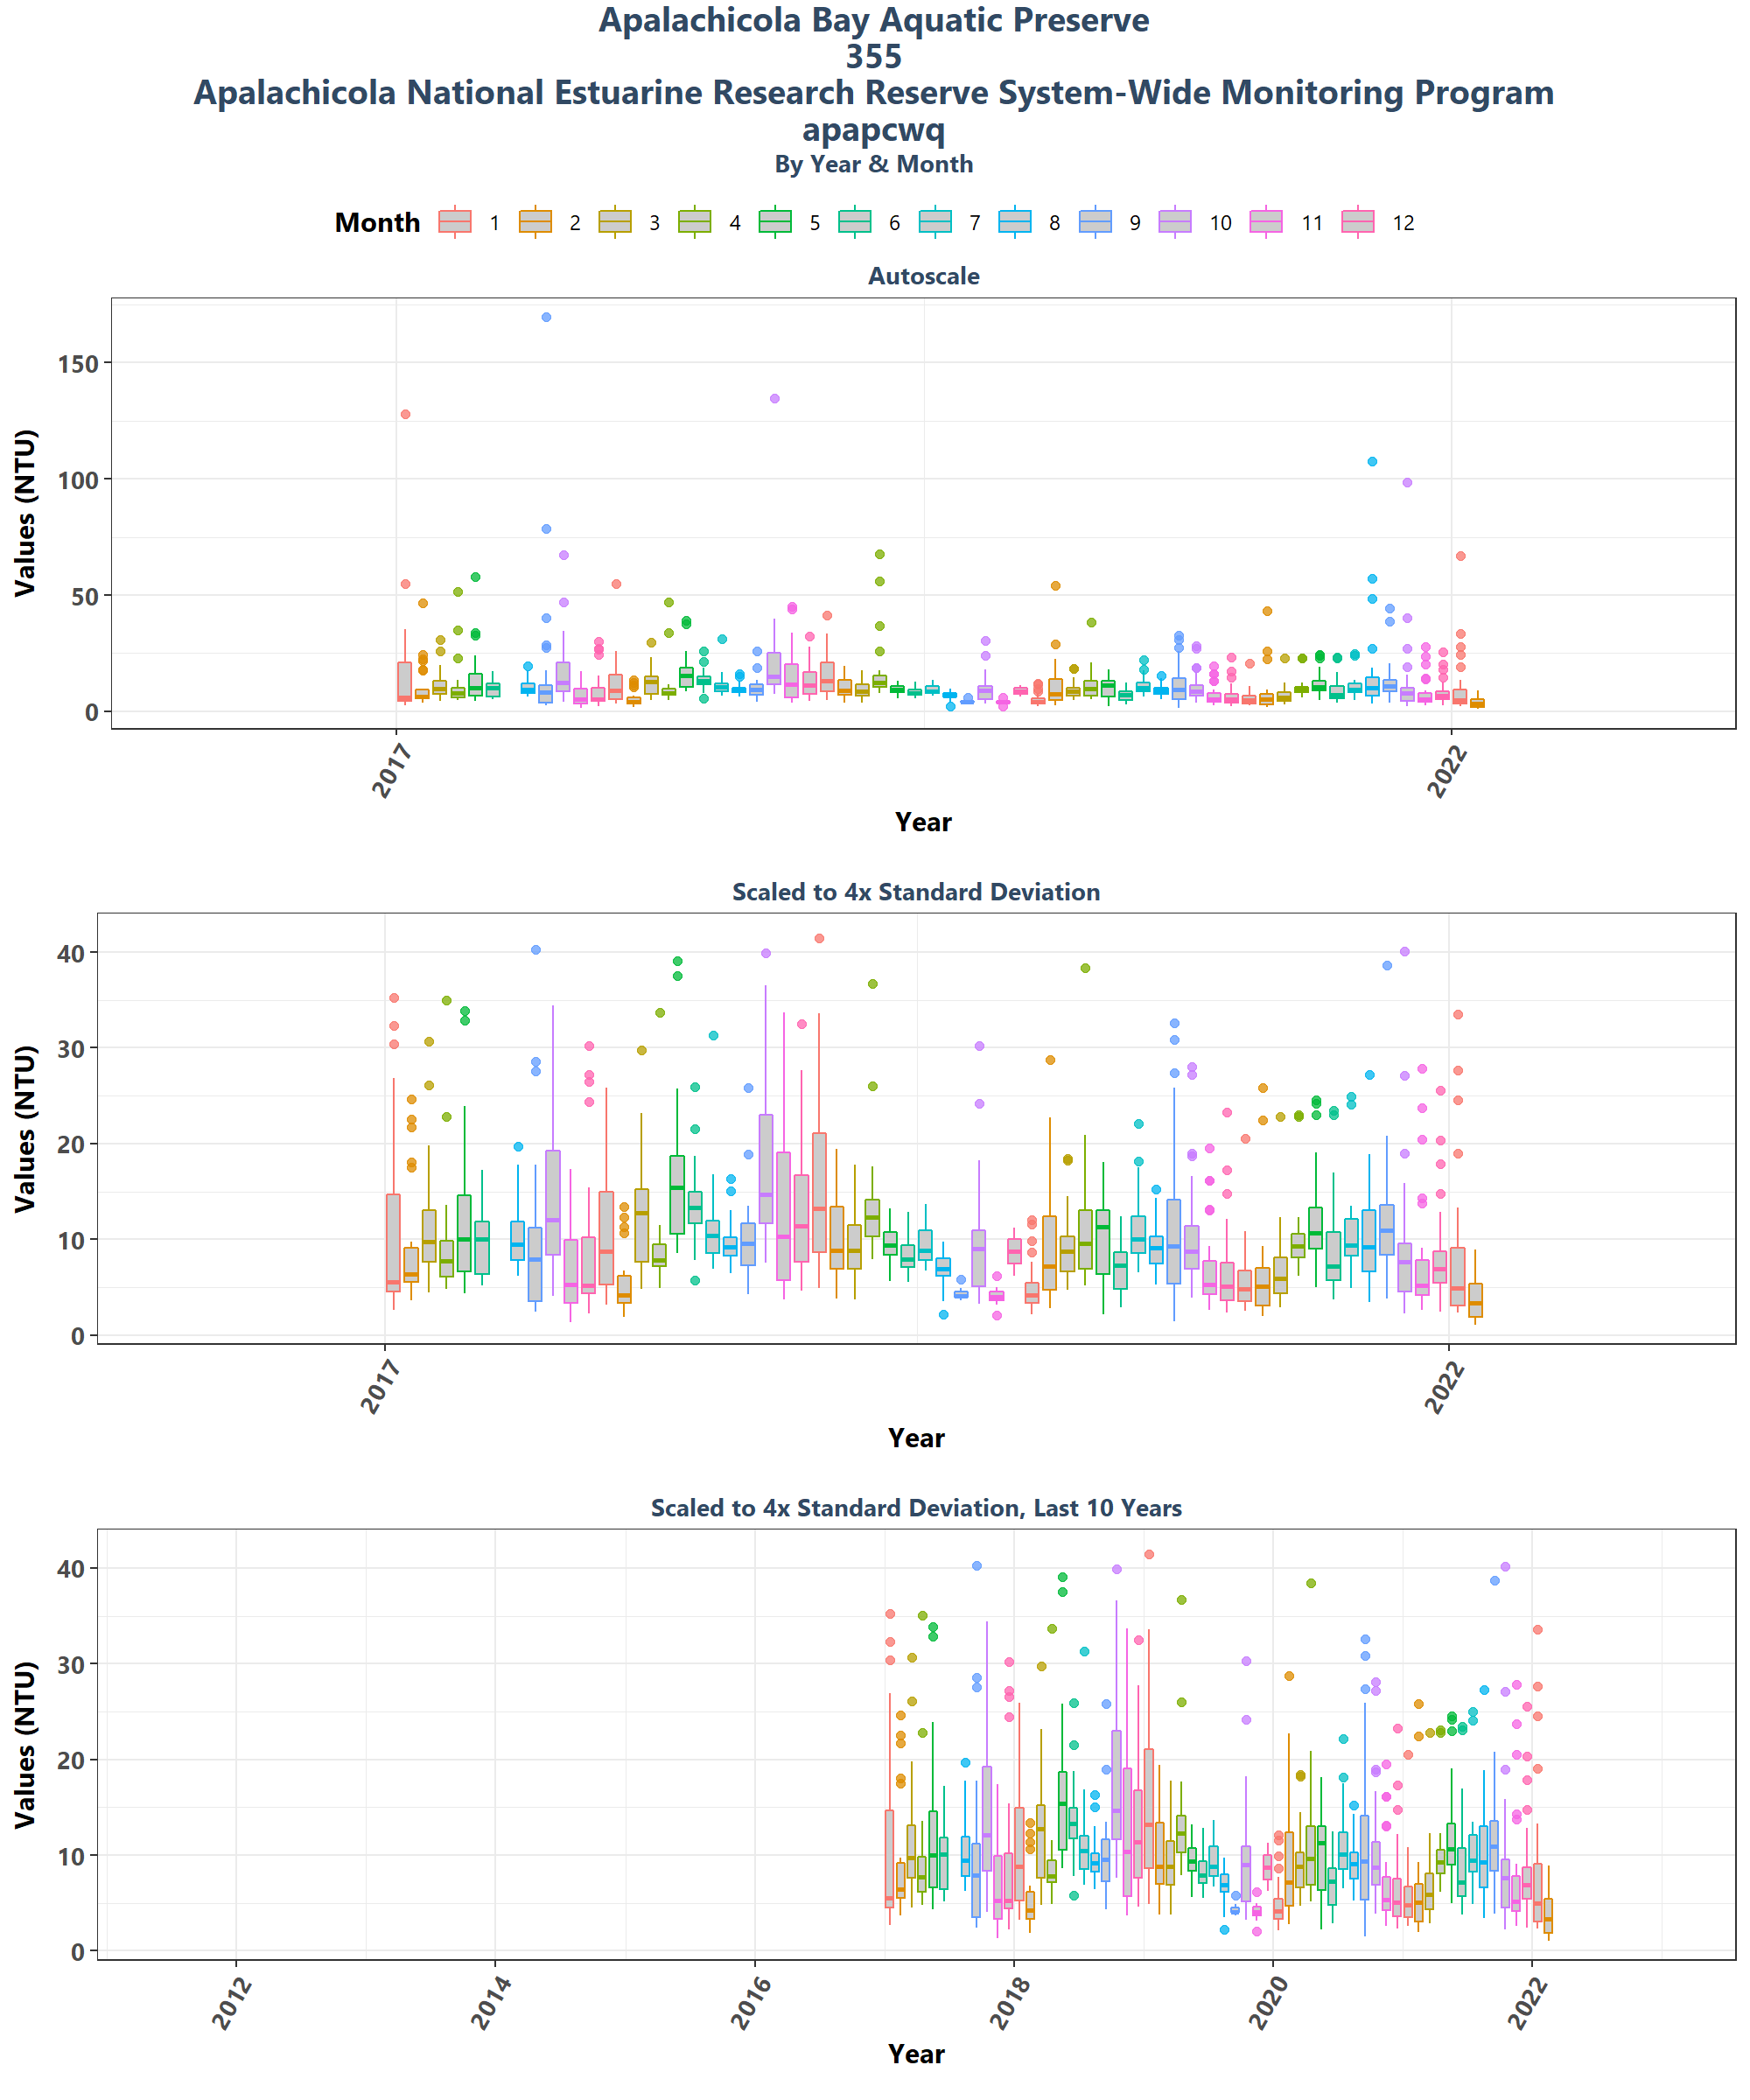 Apalachicola Bay Aquatic Preserve
355
Apalachicola National Estuarine Research Reserve System-Wide Monitoring Program
apapcwq
By Year & Month
Month 1 2 3 4 5 6 7 8 9 10 11 12
Autoscale
Values (NTU)
150
100
50
0
2017 2022
Year
Scaled to 4x Standard Deviation
Values (NTU)
40
30
20
10
0
2017 2022
Year
Scaled to 4x Standard Deviation, Last 10 Years
Values (NTU)
40
30
20
10
0
2012 2014 2016 2018 2020 2022
Year